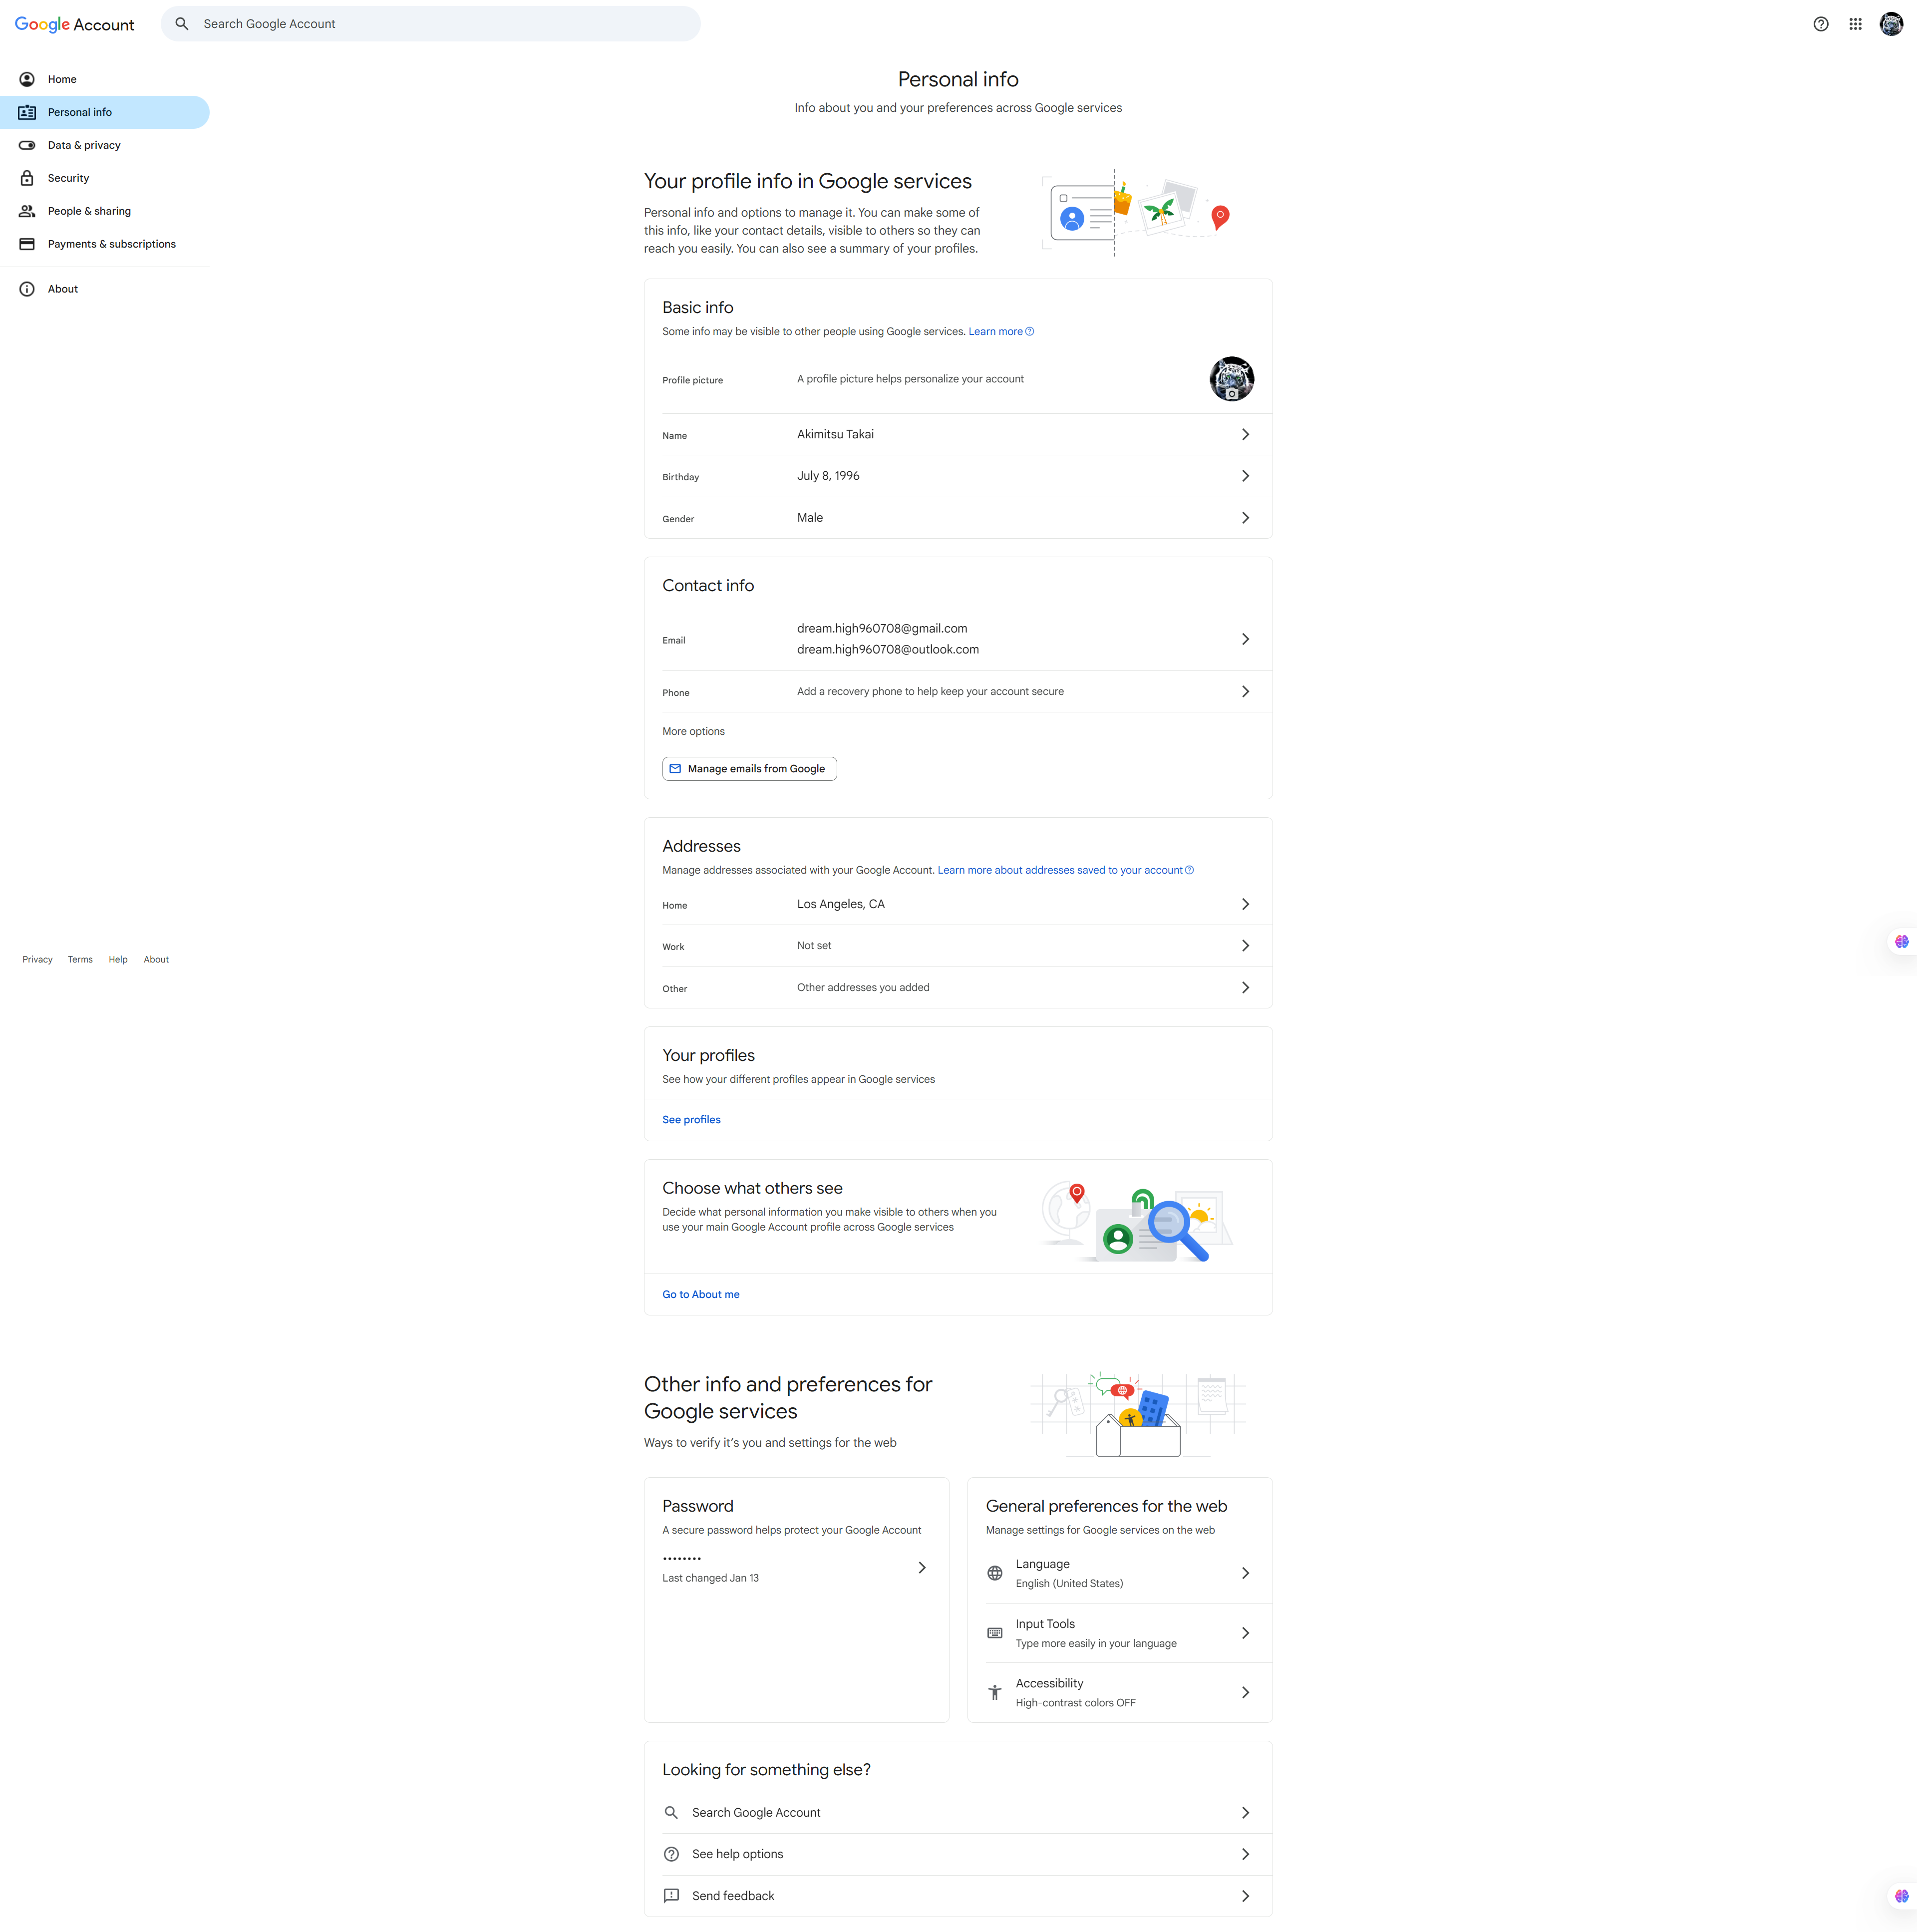 Google Account
Search Google Account
Home
Personal info
Data & privacy
Security
People & sharing
Payments & subscriptions
About
Privacy
Terms
Help
About
Personal info
Info about you and your preferences across Google services
Your profile info in Google services
Personal info and options to manage it. You can make some of
this info, like your contact details, visible to others so they can
reach you easily. You can also see a summary of your profiles.
Basic info
Some info may be visible to other people using Google services. Learn more
Profile picture
A profile picture helps personalize your account
Name
Akimitsu Takai
Birthday
July 8, 1996
Gender
Male
Contact info
Email
dream.high960708@gmail.com
dream.high960708@outlook.com
Phone
Add a recovery phone to help keep your account secure
More options
Manage emails from Google
Addresses
Manage addresses associated with your Google Account. Learn more about addresses saved to your account
Home
Los Angeles, CA
Work
Not set
Other
Other addresses you added
Your profiles
See how your different profiles appear in Google services
See profiles
Choose what others see
Decide what personal information you make visible to others when you
use your main Google Account profile across Google services
Go to About me
Other info and preferences for
Google services
Ways to verify it's you and settings for the web
Password
A secure password helps protect your Google Account
••••••••
Last changed Jan 13
General preferences for the web
Manage settings for Google services on the web
Language
English (United States)
Input Tools
Type more easily in your language
Accessibility
High-contrast colors OFF
Looking for something else?
Search Google Account
See help options
Send feedback